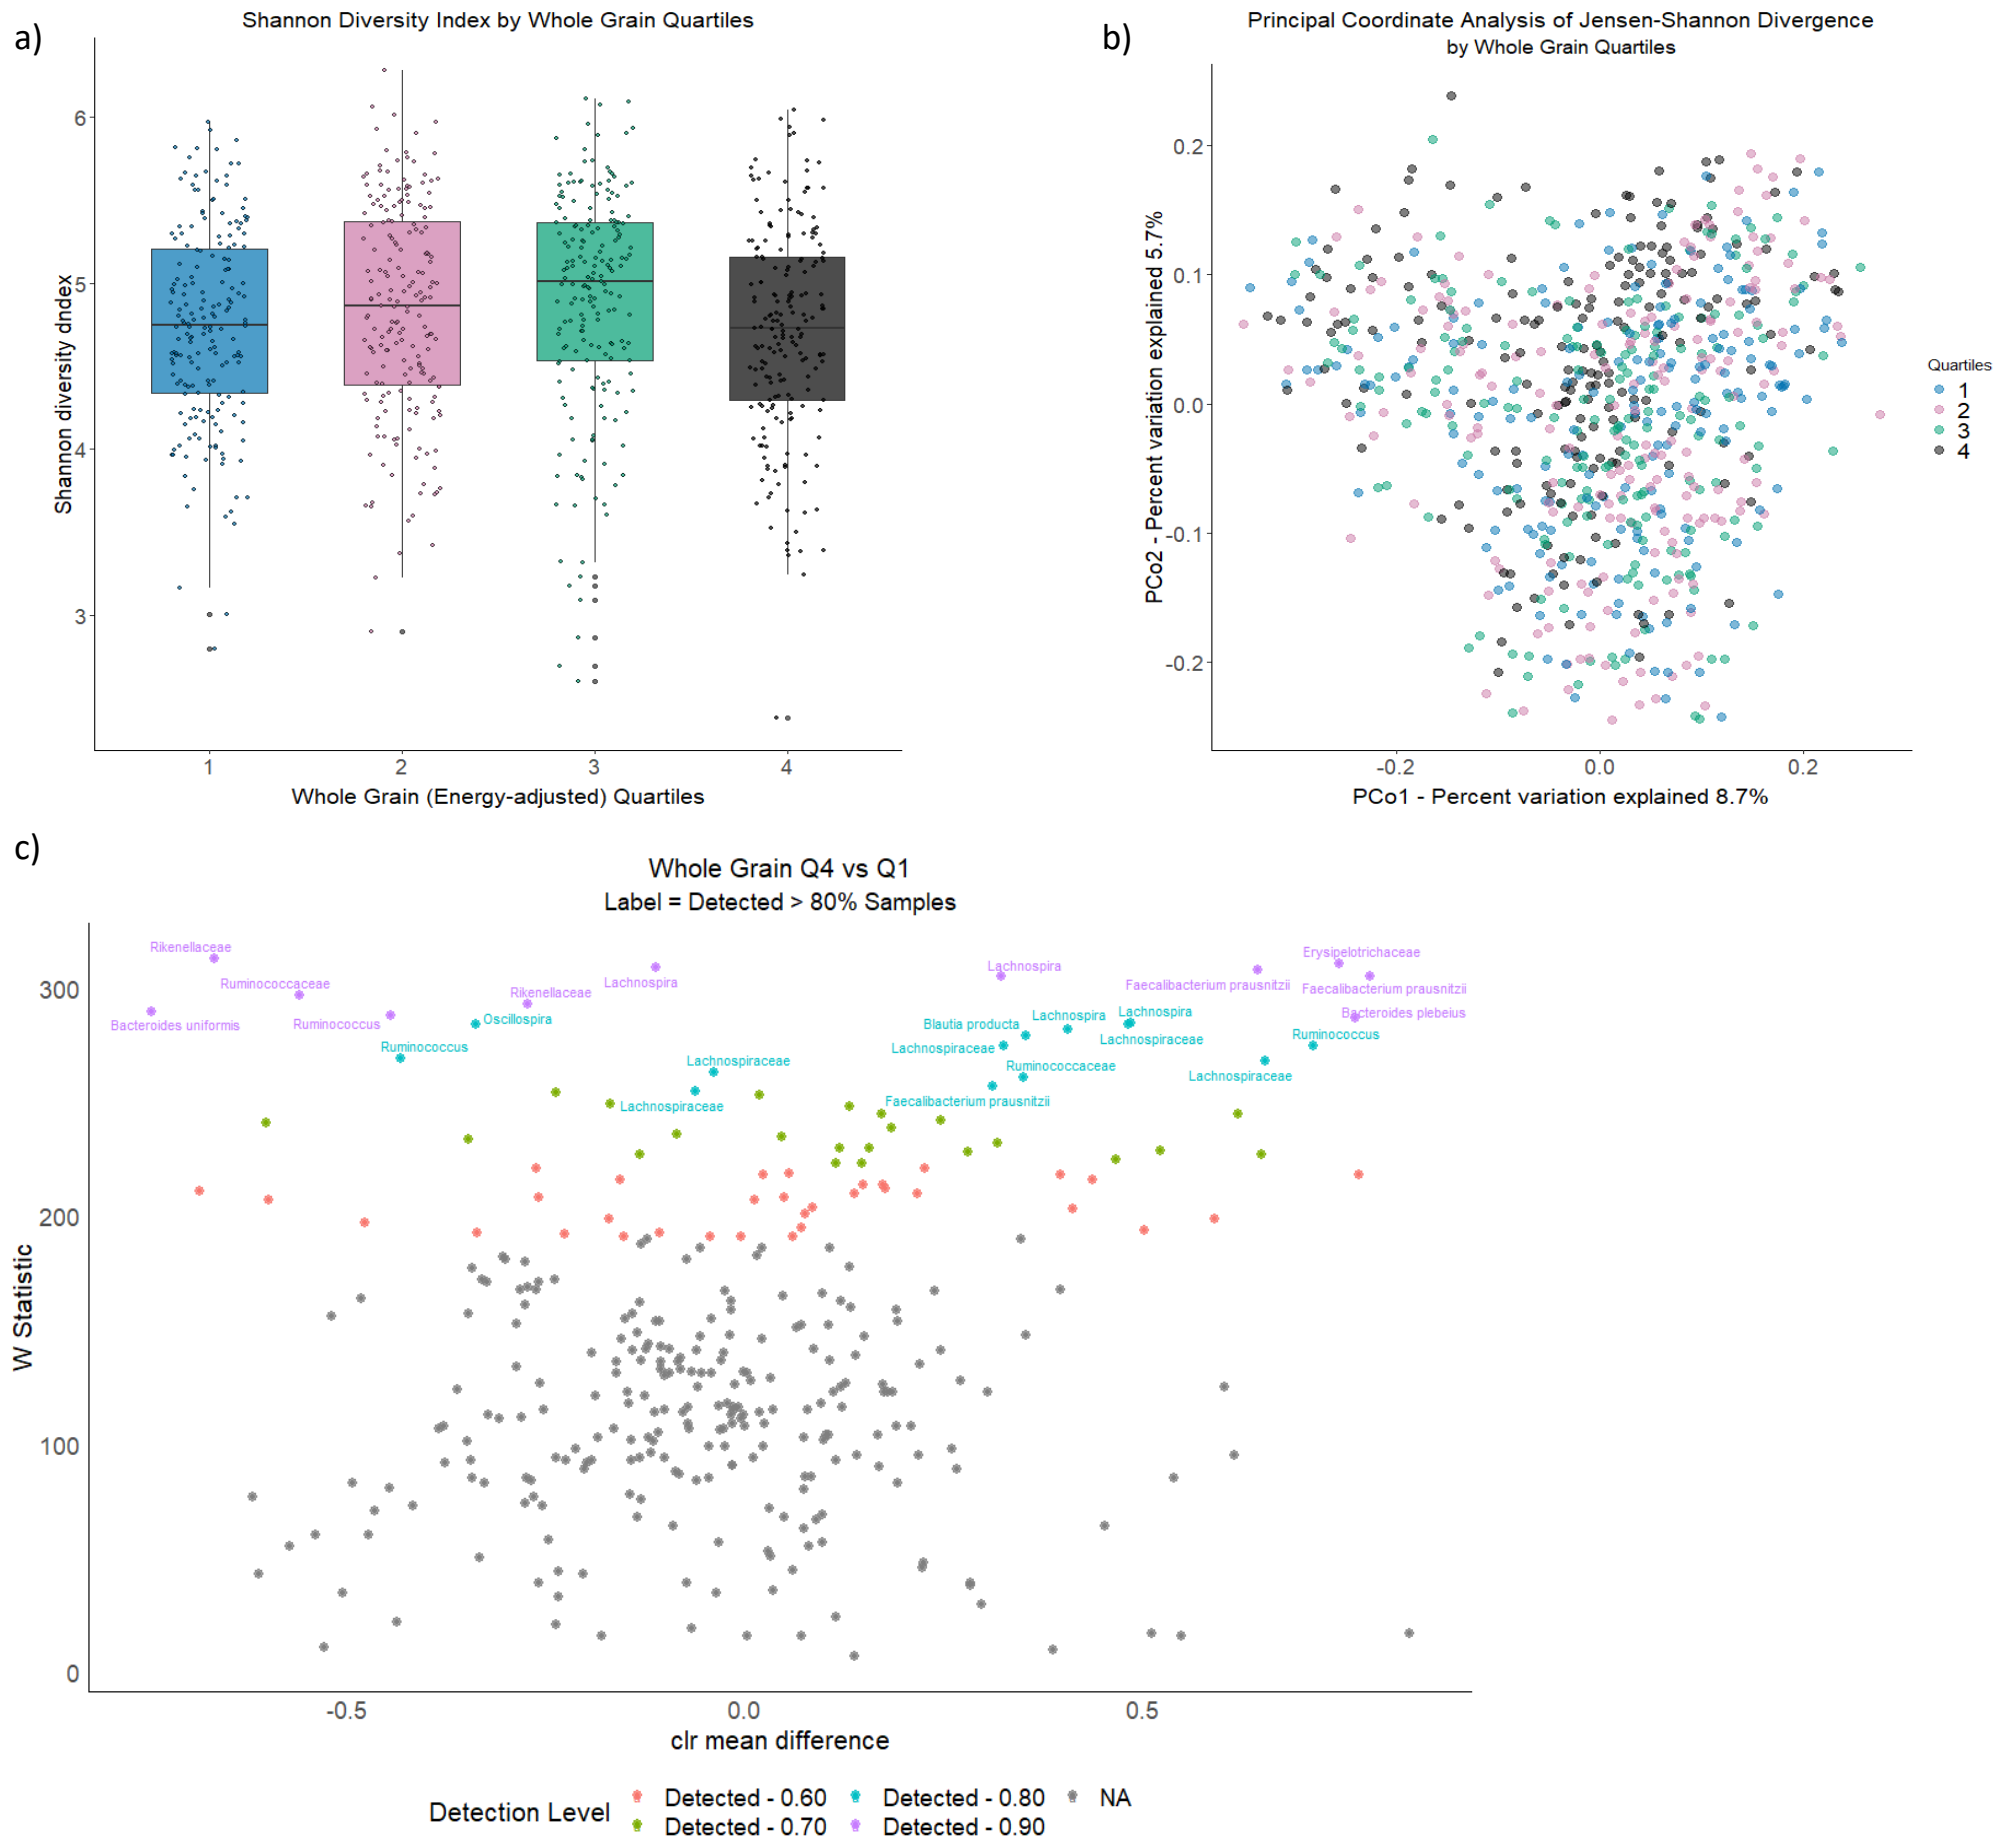 a)
Shannon Diversity Index by Whole Grain Quartiles
Shannon diversity dndex
6
5
4
3
1 2 3 4
Whole Grain (Energy-adjusted) Quartiles
b)
Principal Coordinate Analysis of Jensen-Shannon Divergence
by Whole Grain Quartiles
PCo2 - Percent variation explained 5.7%
0.2
0.1
0.0
-0.1
-0.2
-0.2 0.0 0.2
PCo1 - Percent variation explained 8.7%
Quartiles
1
2
3
4
c)
Whole Grain Q4 vs Q1
Label = Detected > 80% Samples
W Statistic
300
200
100
0
Rikenellaceae
Erysipelotrichaceae
Lachnospira
Ruminococcaceae
Lachnospira
Faecalibacterium prausnitzii
Faecalibacterium prausnitzii
Rikenellaceae
Bacteroides plebeius
Lachnospira
Lachnospira
Oscillospira
Bacteroides uniformis
Ruminococcus
Blautia producta
Ruminococcus
Lachnospiraceae
Ruminococcus
Lachnospiraceae
Lachnospiraceae
Ruminococcaceae
Lachnospiraceae
Faecalibacterium prausnitzii
Lachnospiraceae
-0.5 0.0 0.5
clr mean difference
Detection Level
Detected - 0.60
Detected - 0.80
NA
Detected - 0.70
Detected - 0.90